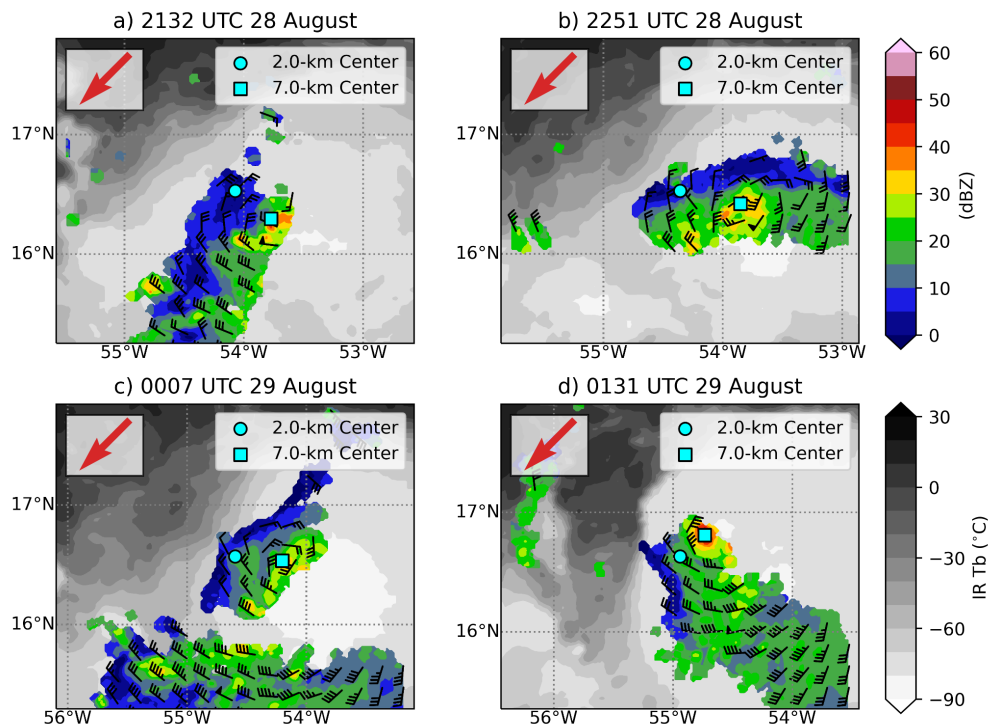 a) 2132 UTC 28 August
2.0-km Center
7.0-km Center
17°N
16°N
55°W
54°W
53°W
b) 2251 UTC 28 August
2.0-km Center
7.0-km Center
17°N
16°N
55°W
54°W
53°W
60
50
40
30
20
10
0
(dBZ)
c) 0007 UTC 29 August
2.0-km Center
7.0-km Center
17°N
16°N
56°W
55°W
54°W
d) 0131 UTC 29 August
2.0-km Center
7.0-km Center
17°N
16°N
56°W
55°W
54°W
30
0
−30
−60
−90
IR Tb (°C)